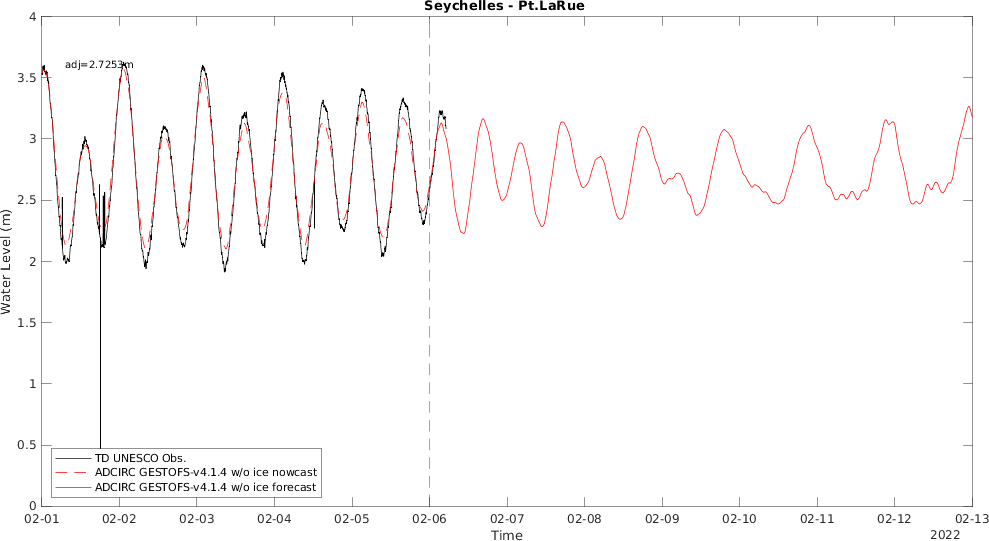 Seychelles - Pt.LaRue
adj=2.7253m
Water Level (m)
4
3.5
3
2.5
2
1.5
1
0.5
0
TD UNESCO Obs.
ADCIRC GESTOFS-v4.1.4 w/o ice nowcast
ADCIRC GESTOFS-v4.1.4 w/o ice forecast
02-01 02-02 02-03 02-04 02-05 02-06 02-07 02-08 02-09 02-10 02-11 02-12 02-13
Time
2022